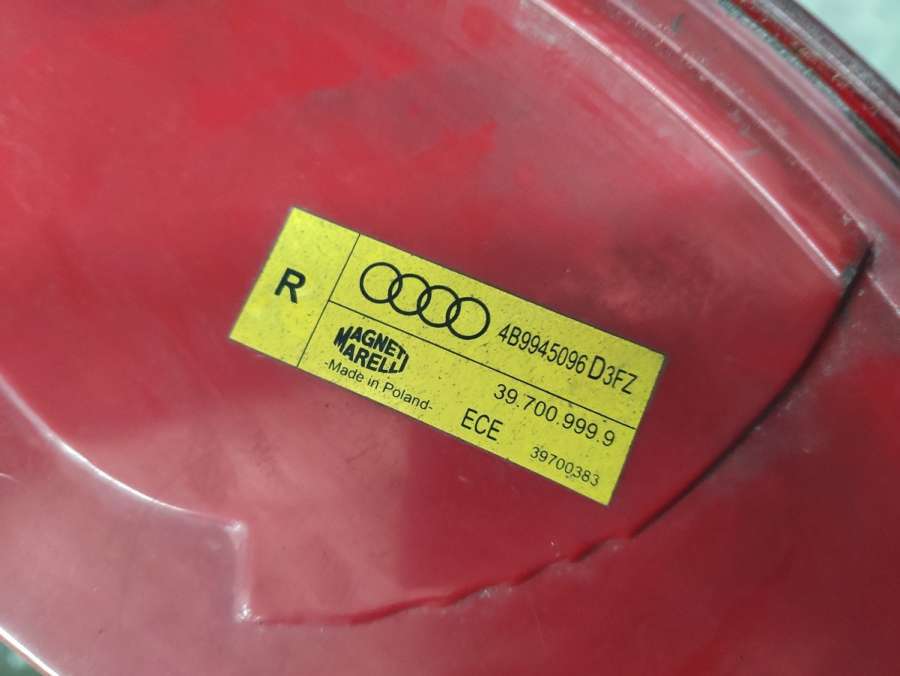 R
4B9945096 D3FZ
MAGNETI
MARELLI
-Made in Poland-
39.700.999.9
ECE
39700383